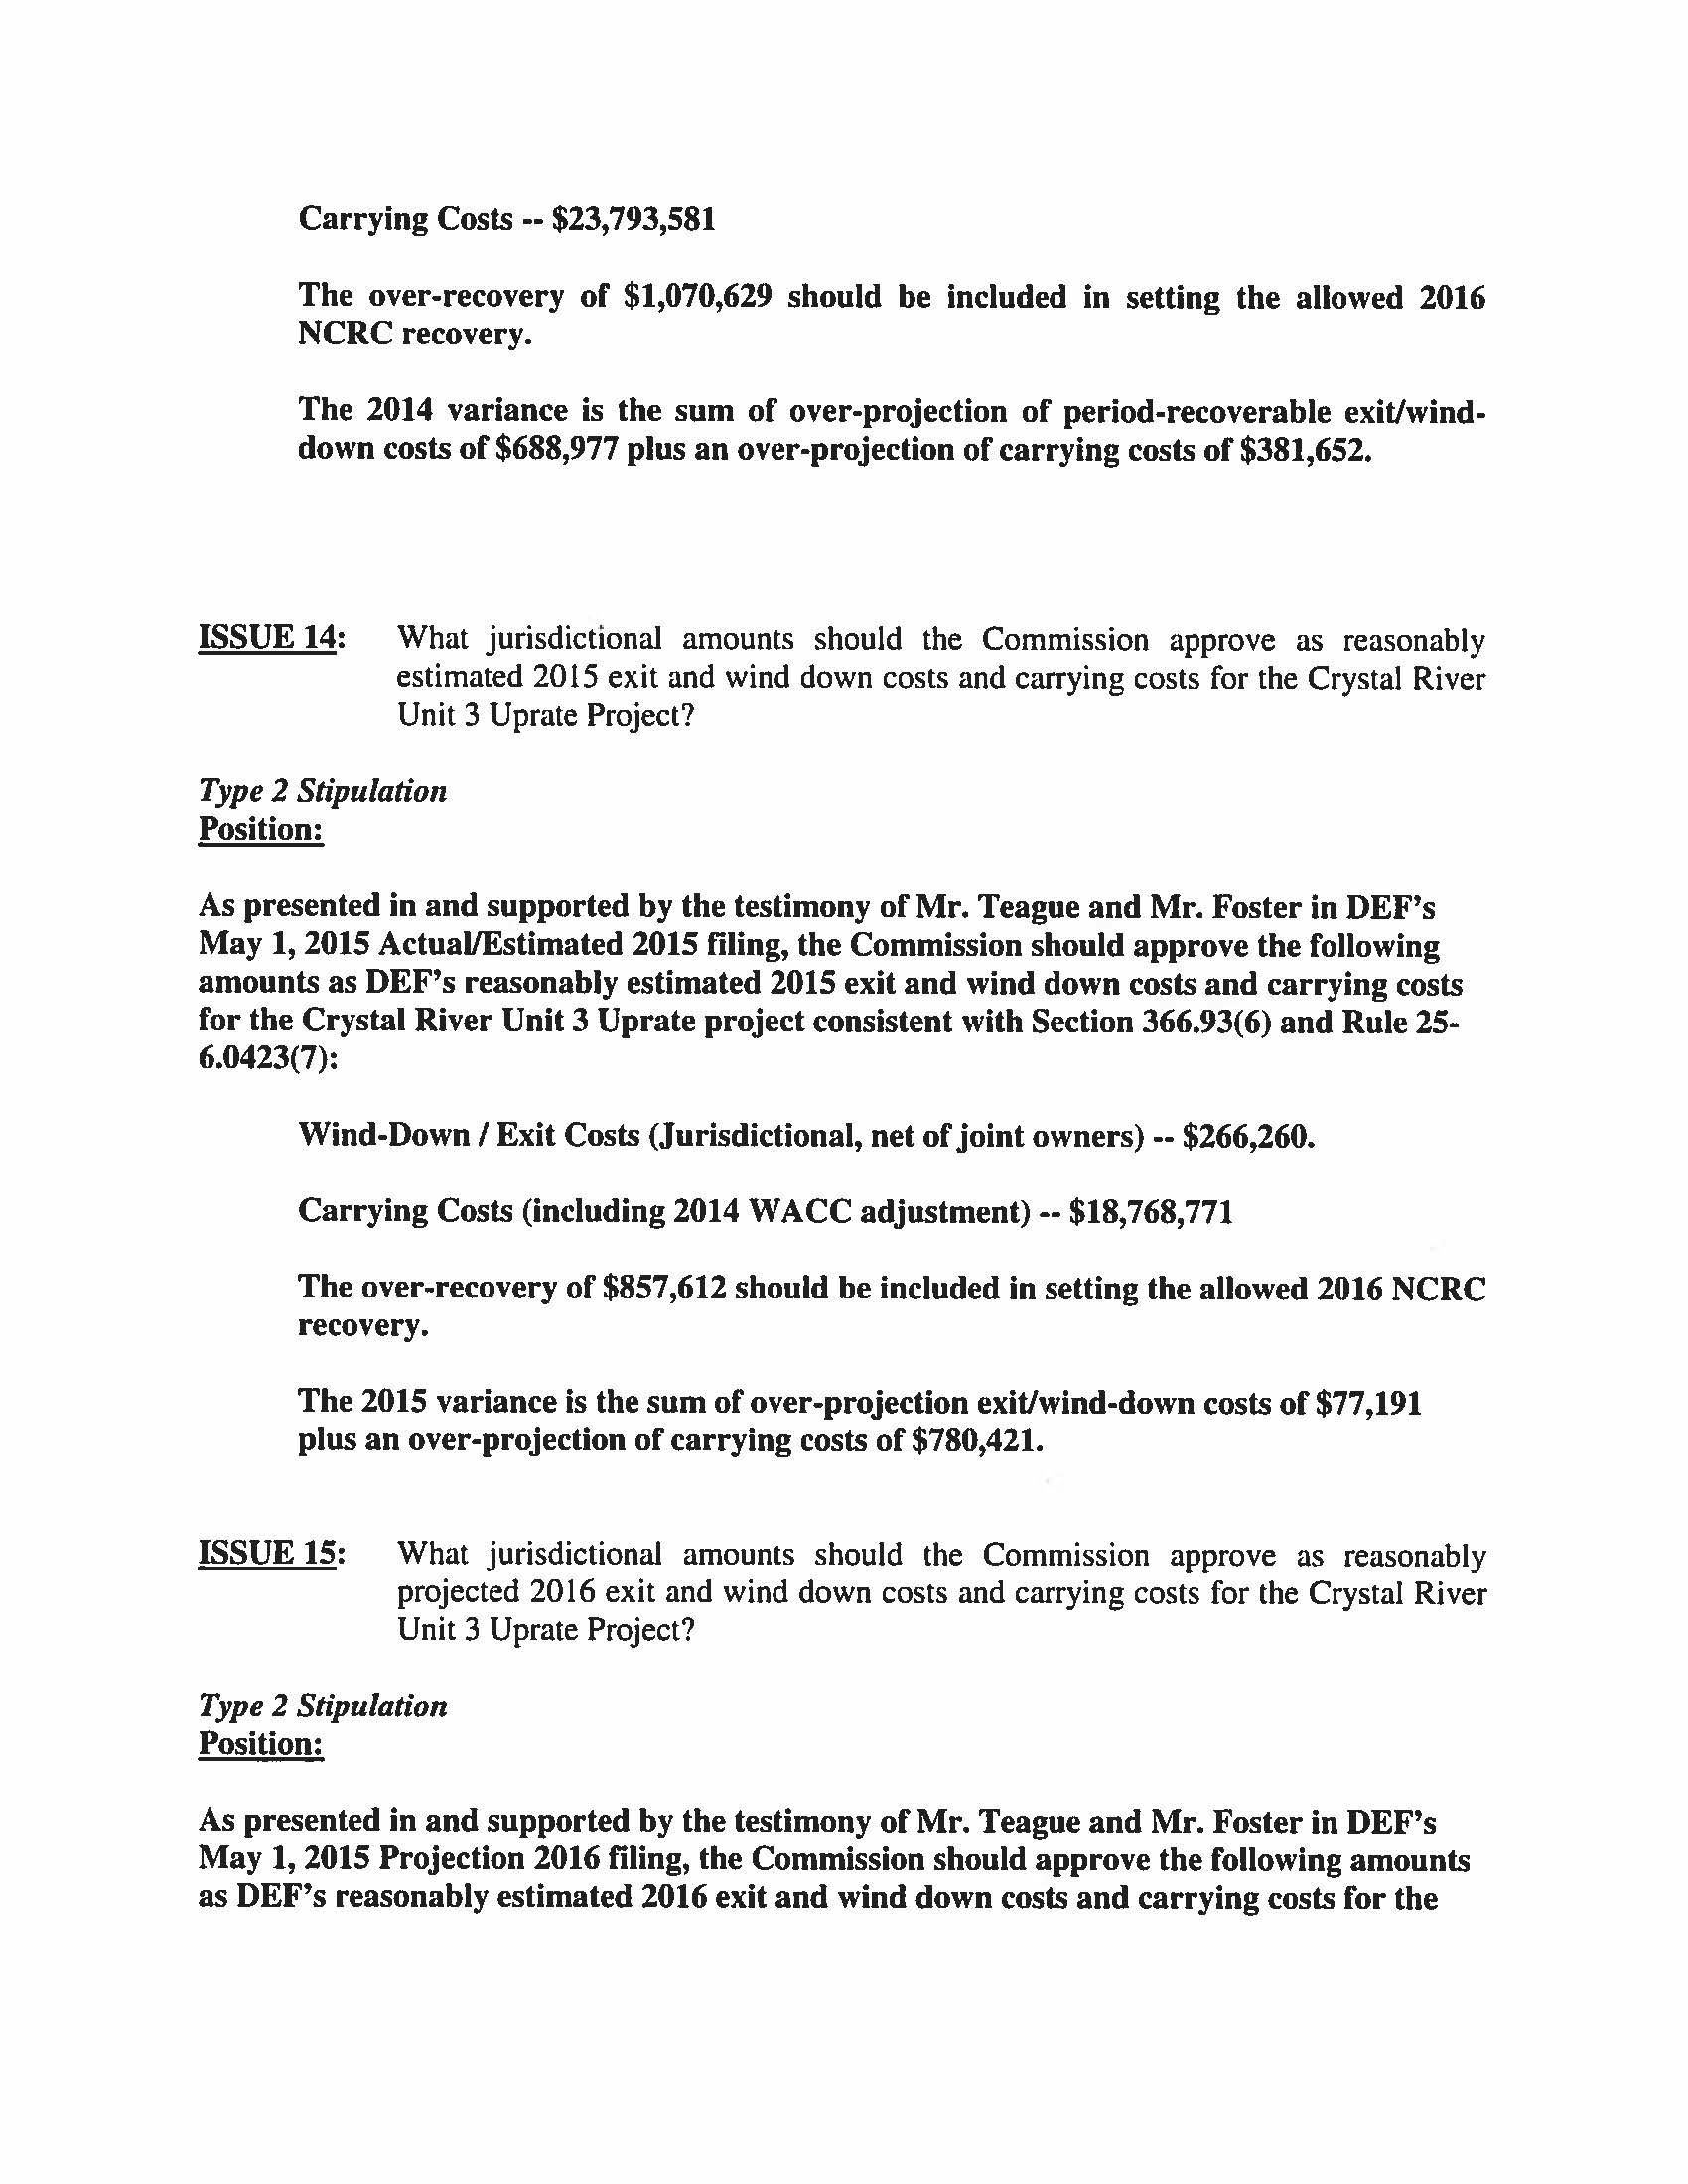 Carrying Costs -- $23,793,581
The over-recovery of $1,070,629 should be included in setting the allowed 2016
NCRC recovery.
The 2014 variance is the sum of over-projection of period-recoverable exit/wind-
down costs of $688,977 plus an over-projection of carrying costs of $381,652.
ISSUE 14: What jurisdictional amounts should the Commission approve as reasonably
estimated 2015 exit and wind down costs and carrying costs for the Crystal River
Unit 3 Uprate Project?
Type 2 Stipulation
Position:
As presented in and supported by the testimony of Mr. Teague and Mr. Foster in DEF's
May 1, 2015 Actual/Estimated 2015 filing, the Commission should approve the following
amounts as DEF's reasonably estimated 2015 exit and wind down costs and carrying costs
for the Crystal River Unit 3 Uprate project consistent with Section 366.93(6) and Rule 25-
6.0423(7):
Wind-Down / Exit Costs (Jurisdictional, net of joint owners) -- $266,260.
Carrying Costs (including 2014 WACC adjustment) -- $18,768,771
The over-recovery of $857,612 should be included in setting the allowed 2016 NCRC
recovery.
The 2015 variance is the sum of over-projection exit/wind-down costs of $77,191
plus an over-projection of carrying costs of $780,421.
ISSUE 15: What jurisdictional amounts should the Commission approve as reasonably
projected 2016 exit and wind down costs and carrying costs for the Crystal River
Unit 3 Uprate Project?
Type 2 Stipulation
Position:
As presented in and supported by the testimony of Mr. Teague and Mr. Foster in DEF's
May 1, 2015 Projection 2016 filing, the Commission should approve the following amounts
as DEF's reasonably estimated 2016 exit and wind down costs and carrying costs for the